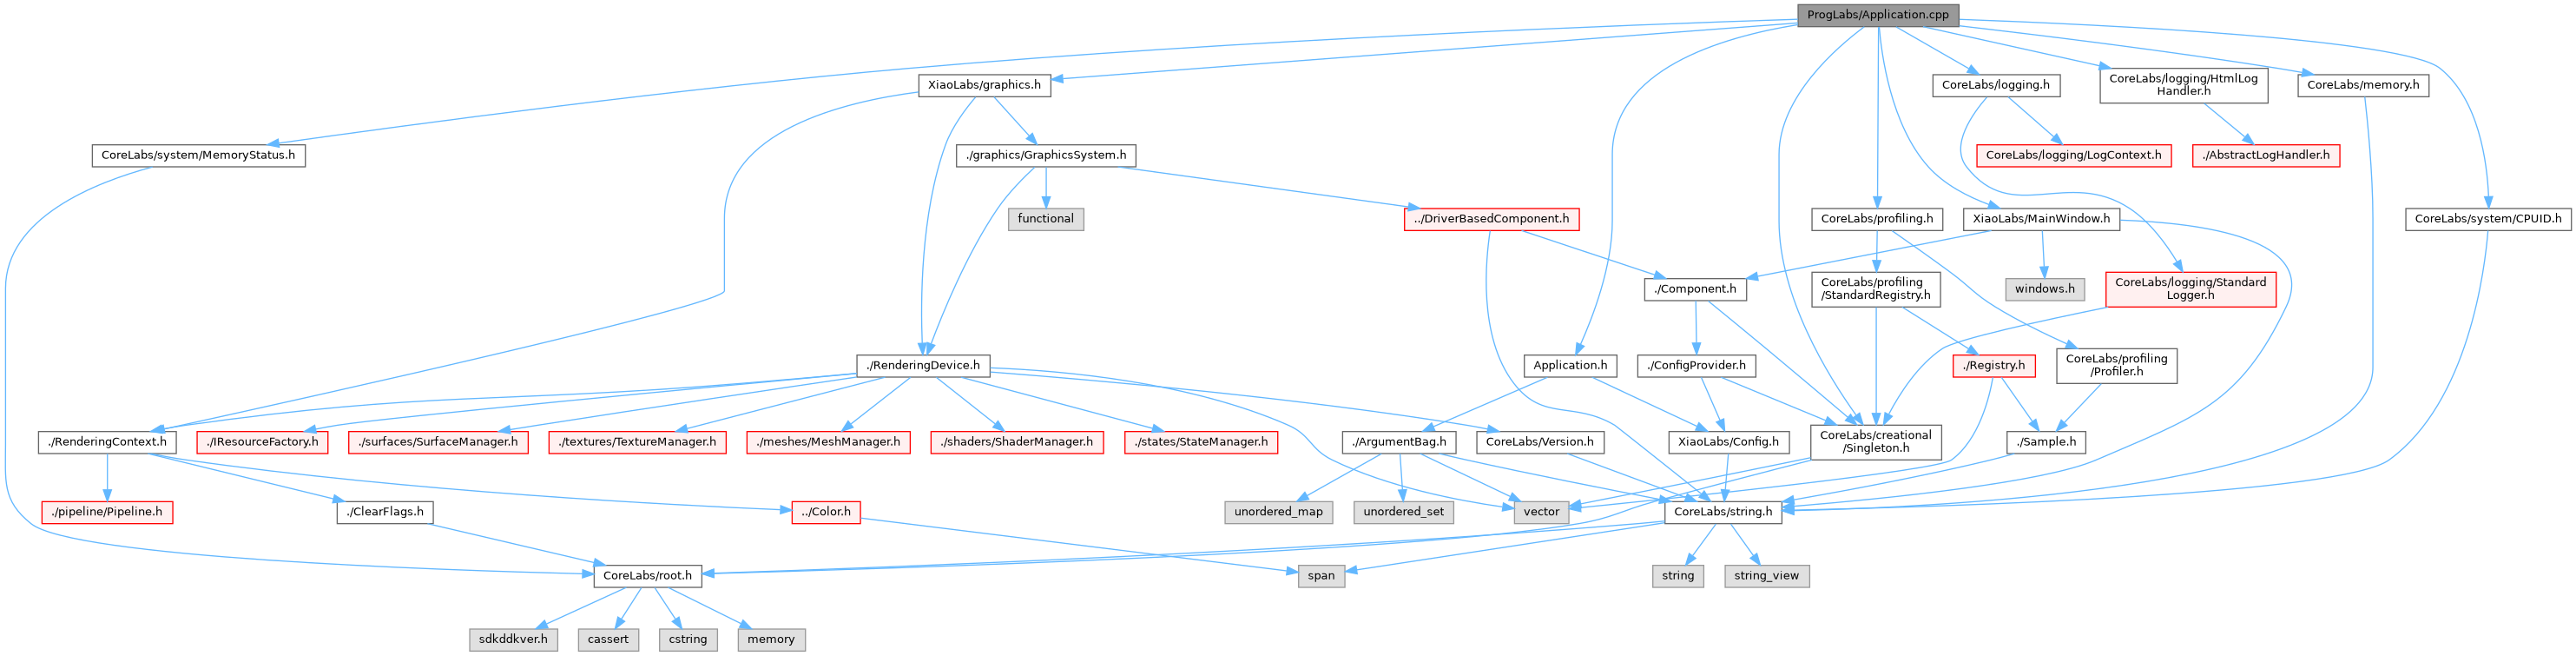 ProgLabs/Application.cpp
XiaoLabs/graphics.h
CoreLabs/logging.h
CoreLabs/logging/HtmlLog
Handler.h
CoreLabs/memory.h
CoreLabs/system/MemoryStatus.h
./graphics/GraphicsSystem.h
CoreLabs/logging/LogContext.h
./AbstractLogHandler.h
functional
../DriverBasedComponent.h
CoreLabs/profiling.h
XiaoLabs/MainWindow.h
CoreLabs/system/CPUID.h
./Component.h
CoreLabs/profiling
/StandardRegistry.h
windows.h
CoreLabs/logging/Standard
Logger.h
./RenderingDevice.h
Application.h
./ConfigProvider.h
./Registry.h
CoreLabs/profiling
/Profiler.h
./RenderingContext.h
./IResourceFactory.h
./surfaces/SurfaceManager.h
./textures/TextureManager.h
./meshes/MeshManager.h
./shaders/ShaderManager.h
./states/StateManager.h
./ArgumentBag.h
CoreLabs/Version.h
XiaoLabs/Config.h
CoreLabs/creational
/Singleton.h
./Sample.h
./pipeline/Pipeline.h
./ClearFlags.h
../Color.h
unordered_map
unordered_set
vector
CoreLabs/string.h
CoreLabs/root.h
span
string
string_view
sdkddkver.h
cassert
cstring
memory